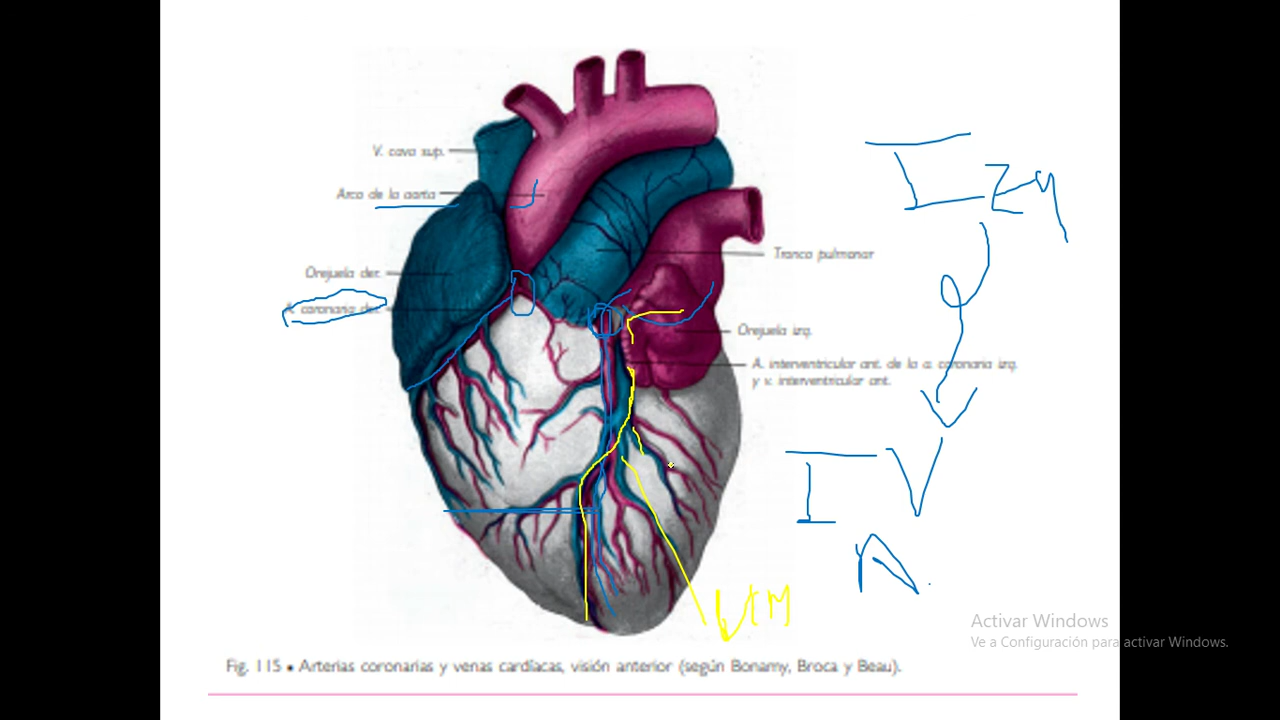 V. cava sup.
Arco de la aorta
Orejuela der.
A. coronaria der.
Tronco pulmonar
Orejuela izq.
A. interventricular ant. de la a. coronaria izq.
y v. interventricular ant.
Izq
IV
A
Activar Windows
Ve a Configuración para activar Windows.
Fig. 115 • Arterias coronarias y venas cardíacas, visión anterior (según Bonamy, Broca y Beau).